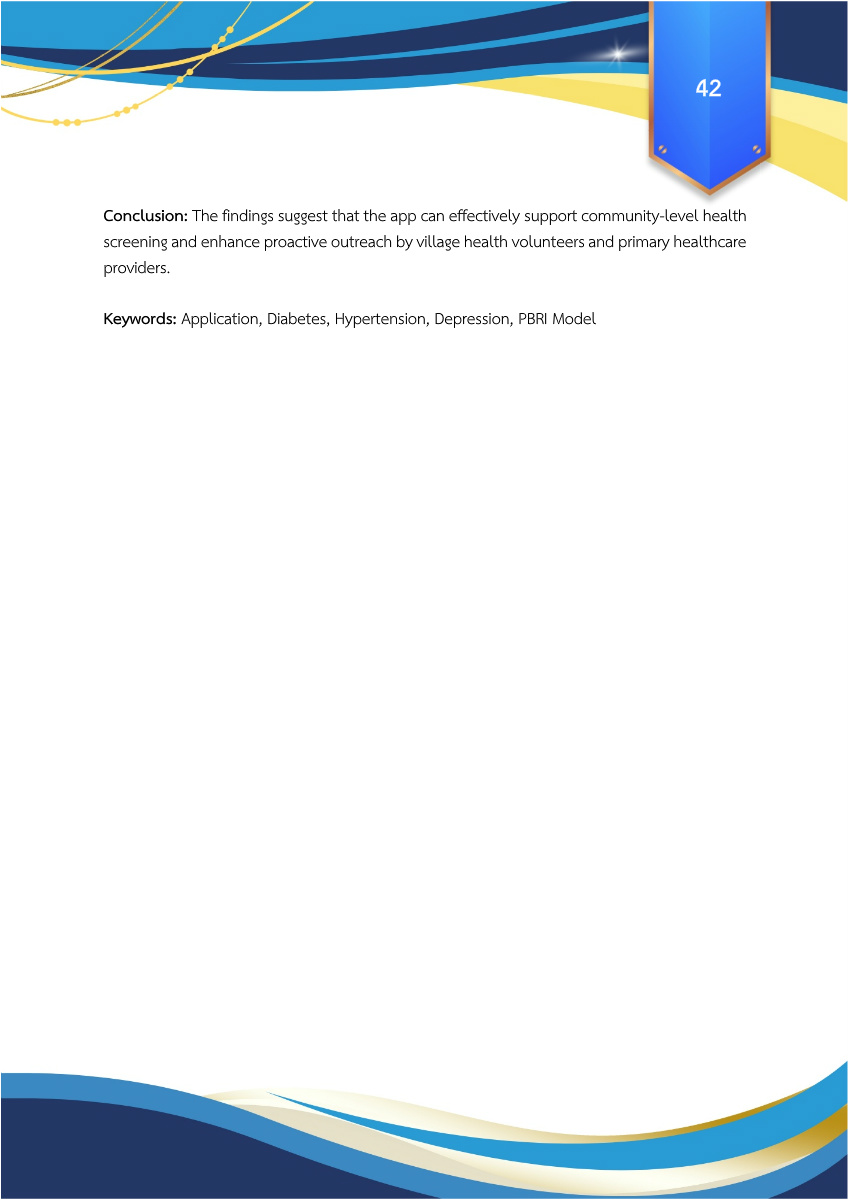 42
Conclusion: The findings suggest that the app can effectively support community-level health
screening and enhance proactive outreach by village health volunteers and primary healthcare
providers.
Keywords: Application, Diabetes, Hypertension, Depression, PBRI Model